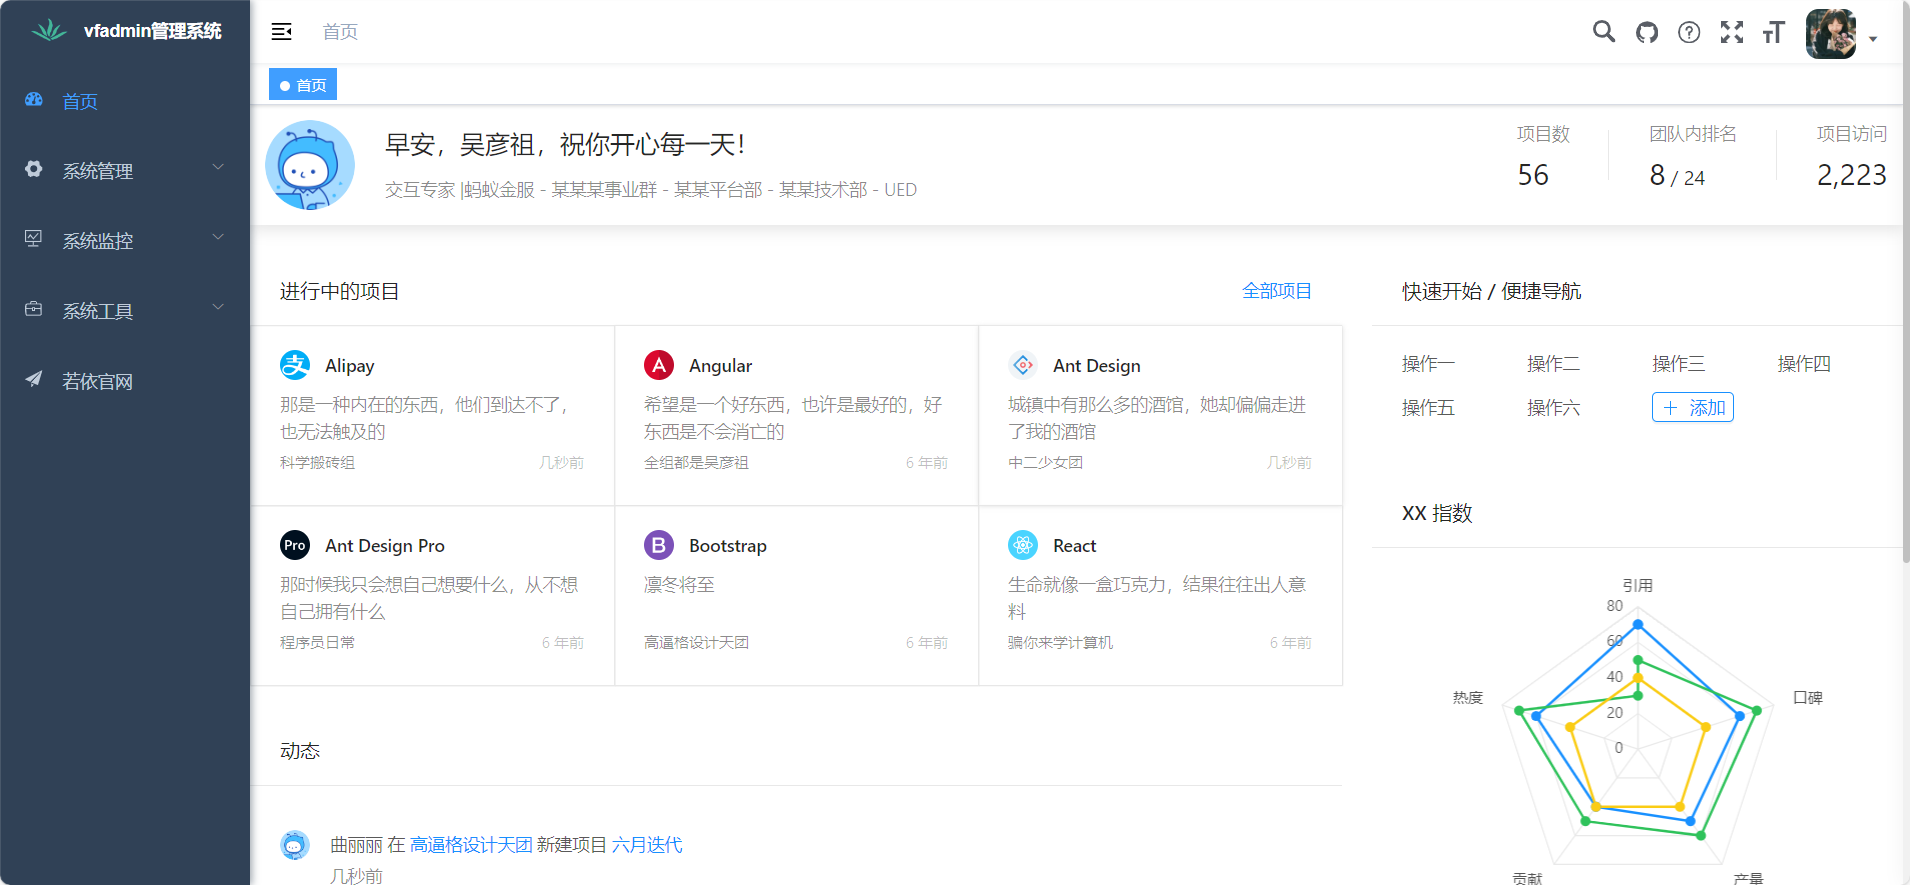 vfadmin管理系统
首页
系统管理
系统监控
系统工具
若依官网
首页
首页
早安，吴彦祖，祝你开心每一天！
交互专家 |蚂蚁金服 - 某某某事业群 - 某某平台部 - 某某技术部 - UED
项目数
56
团队内排名
8 / 24
项目访问
2,223
进行中的项目
全部项目
Alipay
那是一种内在的东西，他们到达不了，
也无法触及的
科学搬砖组
几秒前
Angular
希望是一个好东西，也许是最好的，好
东西是不会消亡的
全组都是吴彦祖
6 年前
Ant Design
城镇中有那么多的酒馆，她却偏偏走进
了我的酒馆
中二少女团
几秒前
Pro
Ant Design Pro
那时候我只会想自己想要什么，从不想
自己拥有什么
程序员日常
6 年前
Bootstrap
凛冬将至
高逼格设计天团
6 年前
React
生命就像一盒巧克力，结果往往出人意
料
骗你来学计算机
6 年前
动态
曲丽丽 在 高逼格设计天团 新建项目 六月迭代
几秒前
快速开始 / 便捷导航
操作一
操作二
操作三
操作四
操作五
操作六
添加
XX 指数
引用
80
60
40
20
0
热度
口碑
贡献
产量